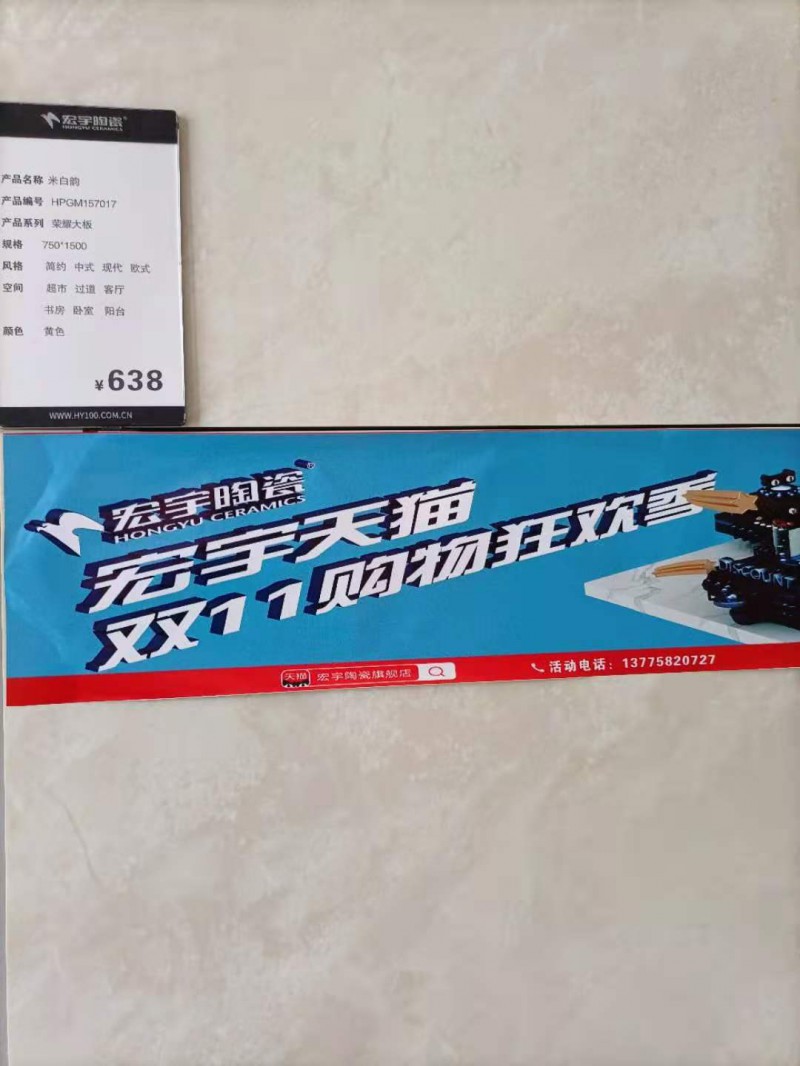 宏宇陶瓷®
HONGYU CERAMICS
产品名称 米白韵
产品编号 HPGM157017
产品系列 荣耀大板
规格 750*1500
风格 简约 中式 现代 欧式
空间 超市 过道 客厅
书房 卧室 阳台
颜色 黄色
¥638
WWW.HY100.COM.CN
宏宇陶瓷®
HONGYU CERAMICS
宏宇天猫
双11购物狂欢季
DISCOUNT
天猫 宏宇陶瓷旗舰店
活动电话：13775820727